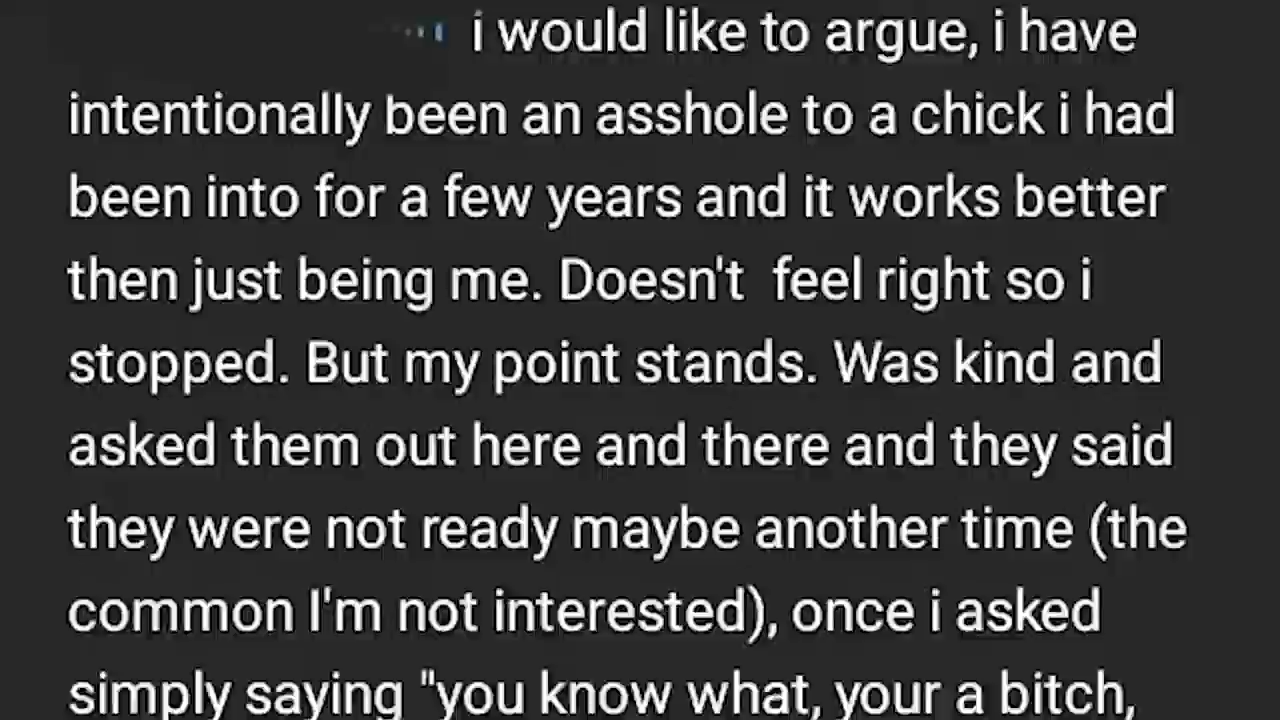 i would like to argue, i have
intentionally been an asshole to a chick i had
been into for a few years and it works better
then just being me. Doesn't  feel right so i
stopped. But my point stands. Was kind and
asked them out here and there and they said
they were not ready maybe another time (the
common I'm not interested), once i asked
simply saying "you know what, your a bitch,